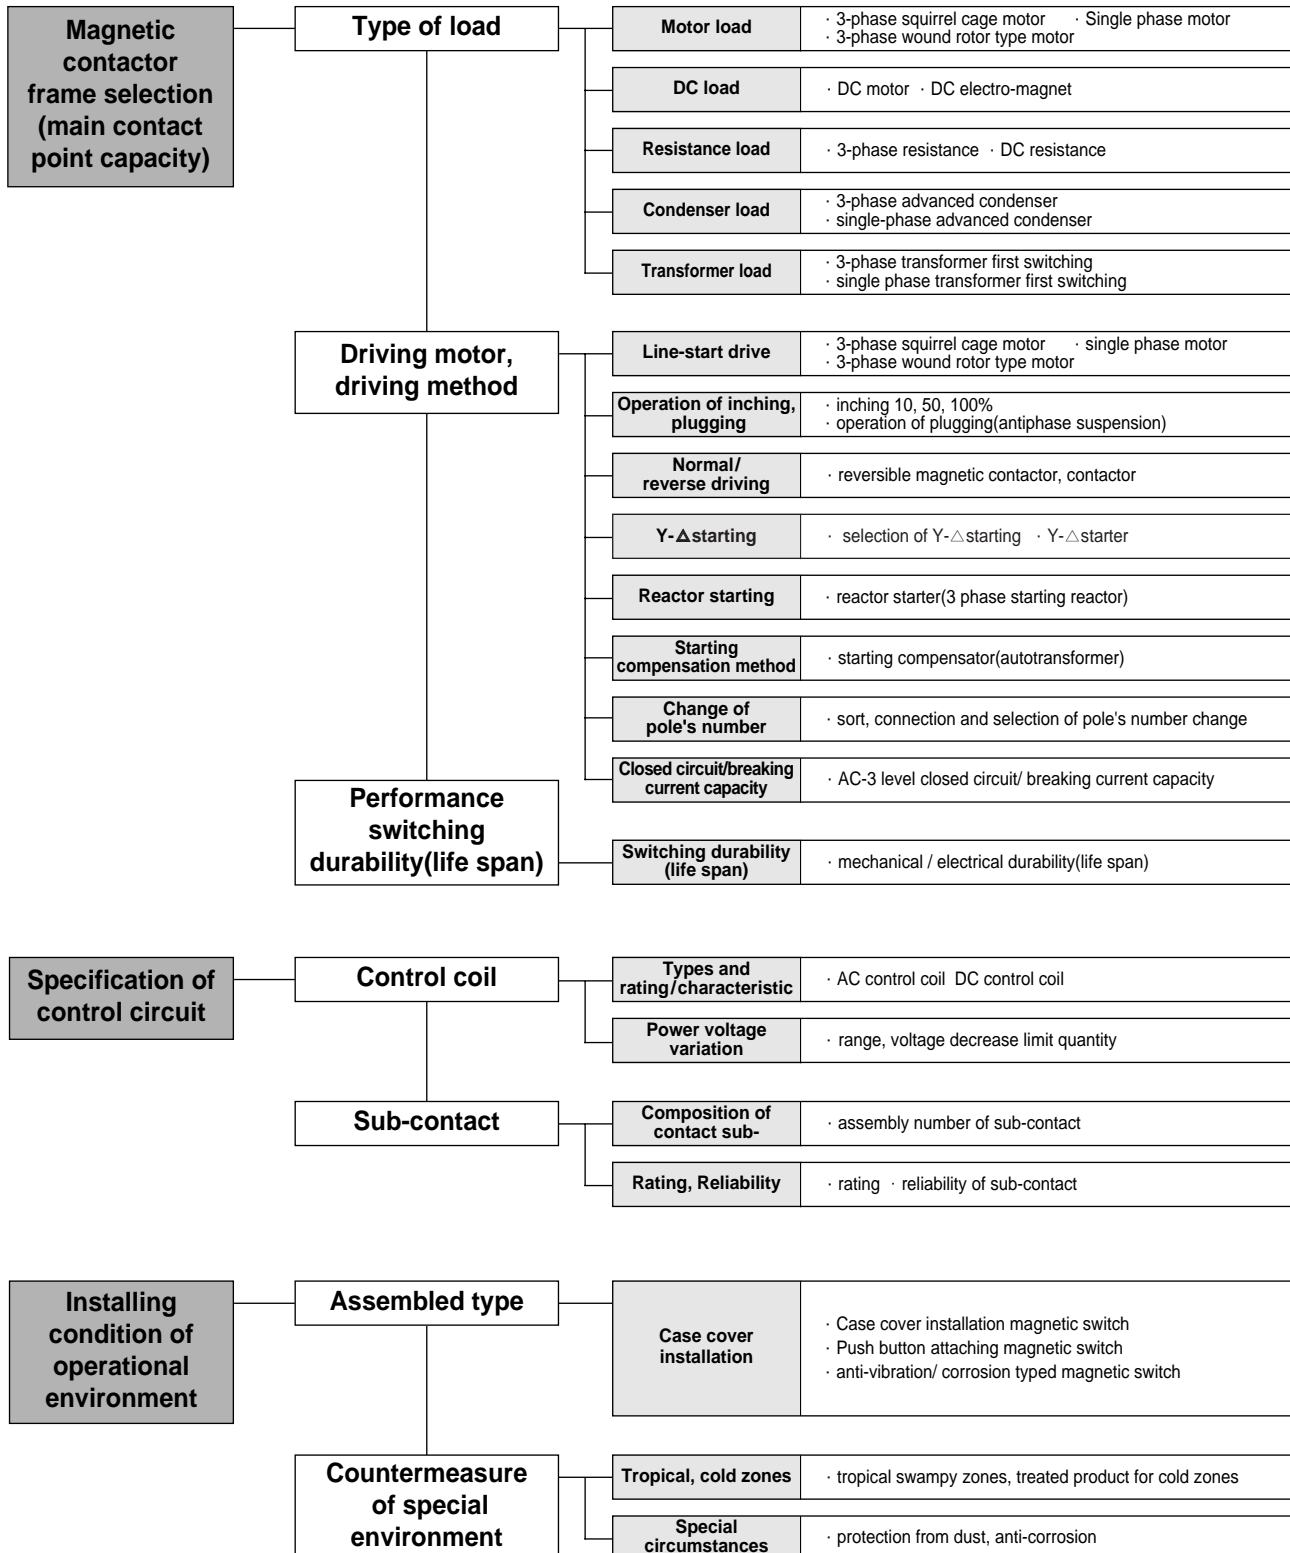 Magnetic
contactor
frame selection
(main contact
point capacity)
Type of load
Motor load
· 3-phase squirrel cage motor · Single phase motor
· 3-phase wound rotor type motor
DC load
· DC motor · DC electro-magnet
Resistance load
· 3-phase resistance · DC resistance
Condenser load
· 3-phase advanced condenser
· single-phase advanced condenser
Transformer load
· 3-phase transformer first switching
· single phase transformer first switching
Driving motor,
driving method
Line-start drive
· 3-phase squirrel cage motor · single phase motor
· 3-phase wound rotor type motor
Operation of inching,
plugging
· inching 10, 50, 100%
· operation of plugging(antiphase suspension)
Normal/
reverse driving
· reversible magnetic contactor, contactor
Y-△starting
· selection of Y-△starting · Y-△starter
Reactor starting
· reactor starter(3 phase starting reactor)
Starting
compensation method
· starting compensator(autotransformer)
Change of
pole's number
· sort, connection and selection of pole's number change
Closed circuit/breaking
current capacity
· AC-3 level closed circuit/ breaking current capacity
Performance
switching
durability(life span)
Switching durability
(life span)
· mechanical / electrical durability(life span)
Specification of
control circuit
Control coil
Types and
rating/characteristic
· AC control coil DC control coil
Power voltage
variation
· range, voltage decrease limit quantity
Sub-contact
Composition of
contact sub-
· assembly number of sub-contact
Rating, Reliability
· rating · reliability of sub-contact
Installing
condition of
operational
environment
Assembled type
Case cover
installation
· Case cover installation magnetic switch
· Push button attaching magnetic switch
· anti-vibration/ corrosion typed magnetic switch
Countermeasure
of special
environment
Tropical, cold zones
· tropical swampy zones, treated product for cold zones
Special
circumstances
· protection from dust, anti-corrosion